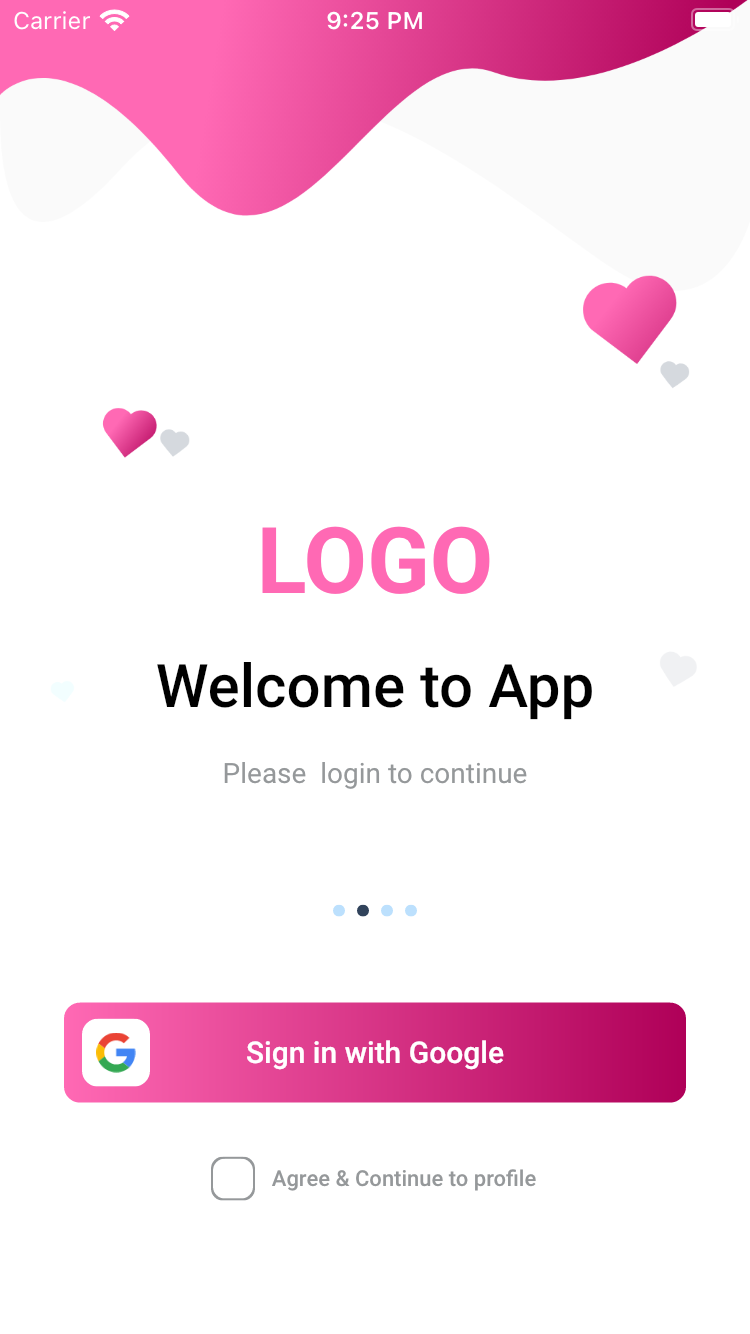 Carrier 9:25 PM
LOGO
Welcome to App
Please  login to continue
Sign in with Google
Agree & Continue to profile